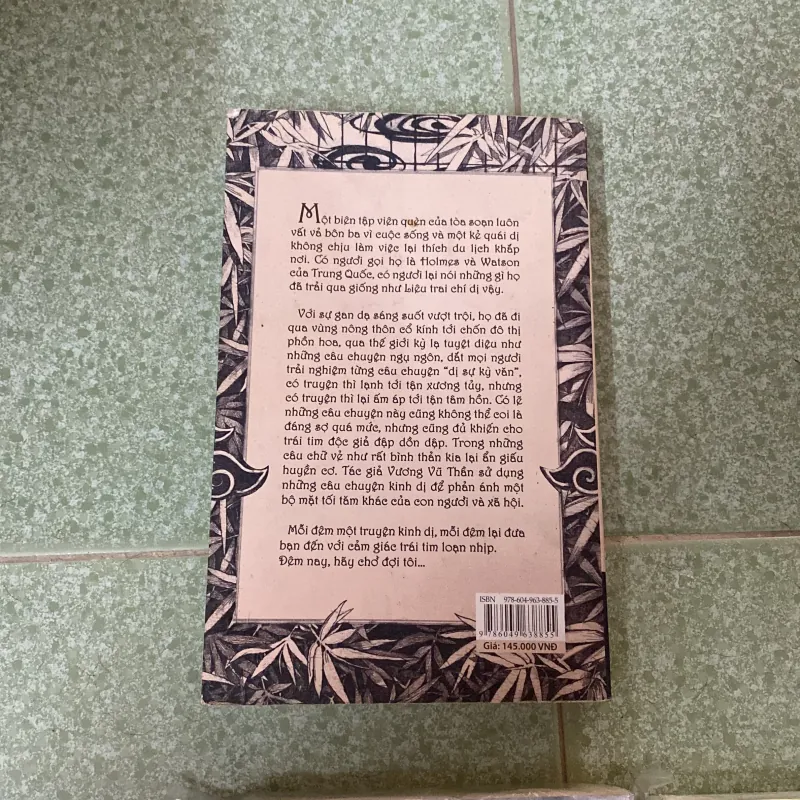 Một biên tập viên quèn của tòa soạn luôn
vất vả bôn ba vì cuộc sống và một kẻ quái dị
không chịu làm việc lại thích du lịch khắp
nơi. Có người gọi họ là Holmes và Watson
của Trung Quốc, có người lại nói những gì họ
đã trải qua giống như Liêu trai chí dị vậy.
Với sự gan dạ sáng suốt vượt trội, họ đã đi
qua vùng nông thôn cổ kính tới chốn đô thị
phồn hoa, qua thế giới kỳ lạ tuyệt diệu như
những câu chuyện ngụ ngôn, dắt mọi người
trải nghiệm từng câu chuyện “dị sự kỳ văn”,
có truyện thì lạnh tới tận xương tủy, nhưng
có truyện thì lại ấm áp tới tận tâm hồn. Có lẽ
những câu chuyện này cũng không thể coi là
đáng sợ quá mức, nhưng cũng đủ khiến cho
trái tim độc giả đập dồn dập. Trong những
câu chữ vẻ như rất bình thản kia lại ẩn giấu
huyền cơ. Tác giả Vương Vũ Thần sử dụng
những câu chuyện kinh dị để phản ánh một
bộ mặt tối tăm khác của con người và xã hội.
Mỗi đêm một truyện kinh dị, mỗi đêm lại đưa
bạn đến với cảm giác trái tim loạn nhịp.
Đêm nay, hãy chờ đợi tôi...
ISBN 978-604-963-885-5
9 786049 638855
Giá: 145.000 VNĐ